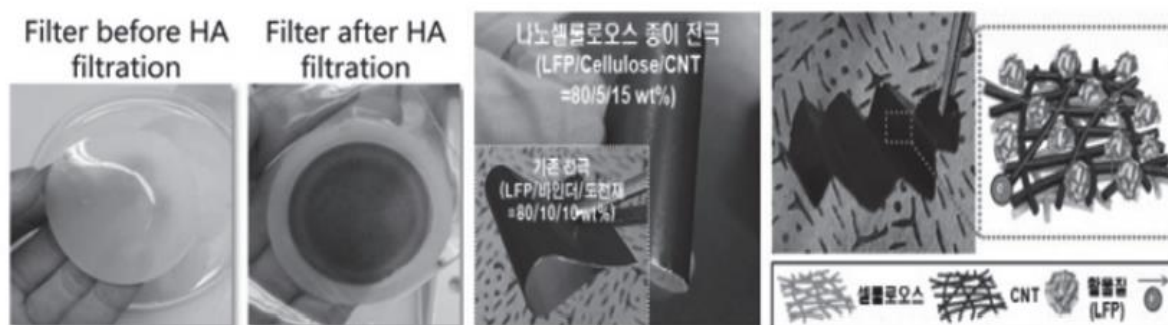 Filter before HA
filtration
Filter after HA
filtration
나노셀룰로오스 종이 전극
(LFP/Cellulose/CNT
=80/5/15 wt%)
기존 전극
(LFP/바인더/도전재
=80/10/10 wt%)
셀룰로오스
CNT
활물질
(LFP)